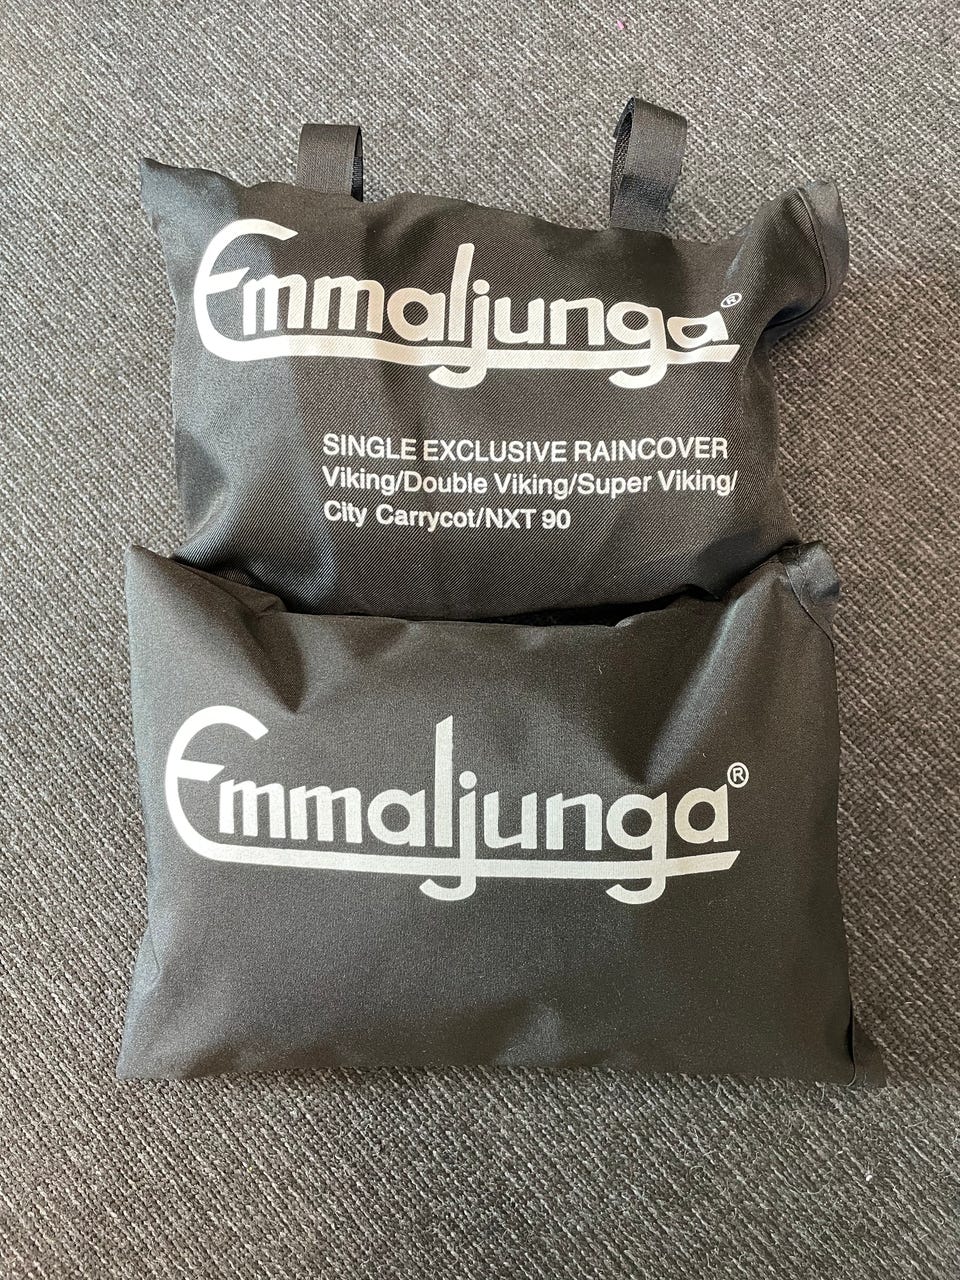 Emmaljunga®
SINGLE EXCLUSIVE RAINCOVER
Viking/Double Viking/Super Viking/
City Carrycot/NXT 90
Emmaljunga®